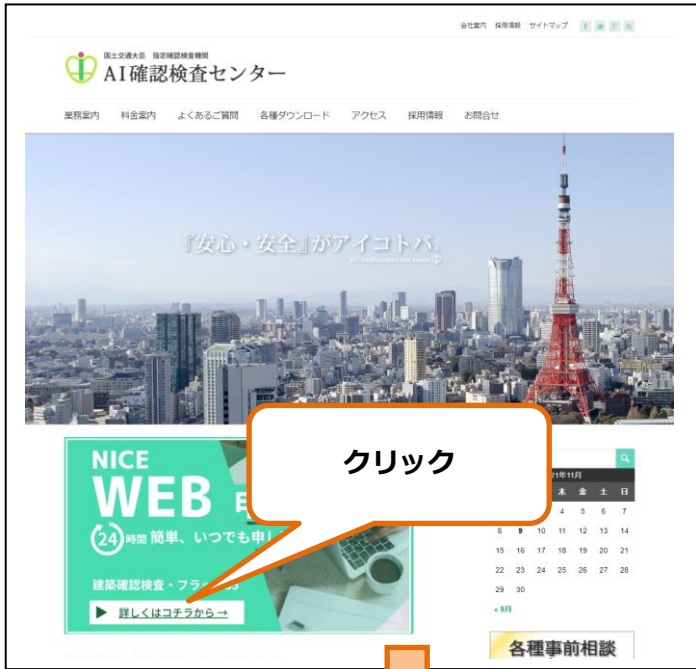 会社案内 採用情報 サイトマップ
国土交通大臣 指定確認検査機関
AI確認検査センター
業務案内 料金案内 よくあるご質問 各種ダウンロード アクセス 採用情報 お問合せ
『安心・安全』がアイコトバ.
NICE
WEB
24時間 簡単、いつでも申し
建築確認検査・フラッ
▶ 詳しくはコチラから→
クリック
21年11月
木 金 土 日
4 5 6 7
8 9 10 11 12 13 14
15 16 17 18 19 20 21
22 23 24 25 26 27 28
29 30
« 9月
各種事前相談